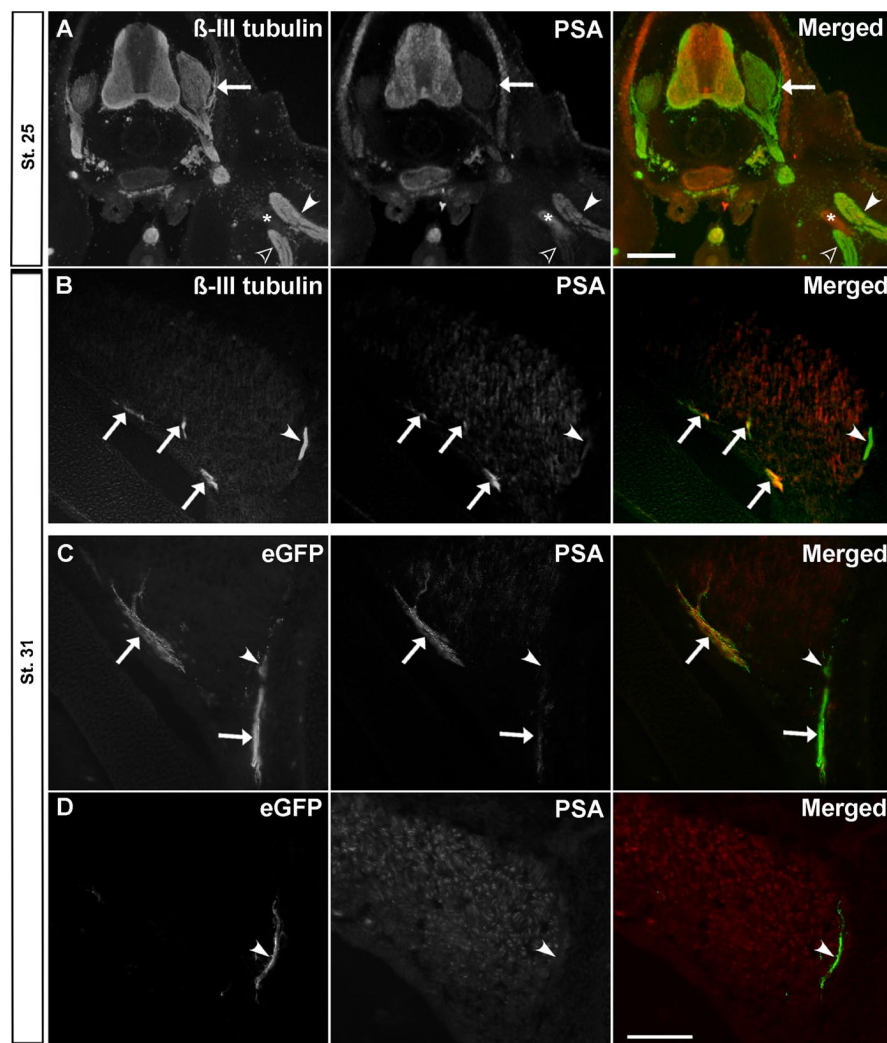 A ß-III tubulin PSA Merged
St. 25
* * *
B ß-III tubulin PSA Merged
St. 31
C eGFP PSA Merged
D eGFP PSA Merged